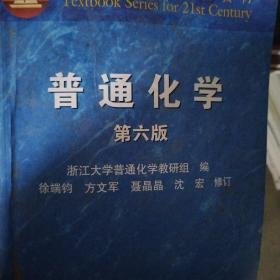 Textbook Series for 21st Century
普通化学
第六版
浙江大学普通化学教研组 编
徐端钧 方文军 聂晶晶 沈宏 修订